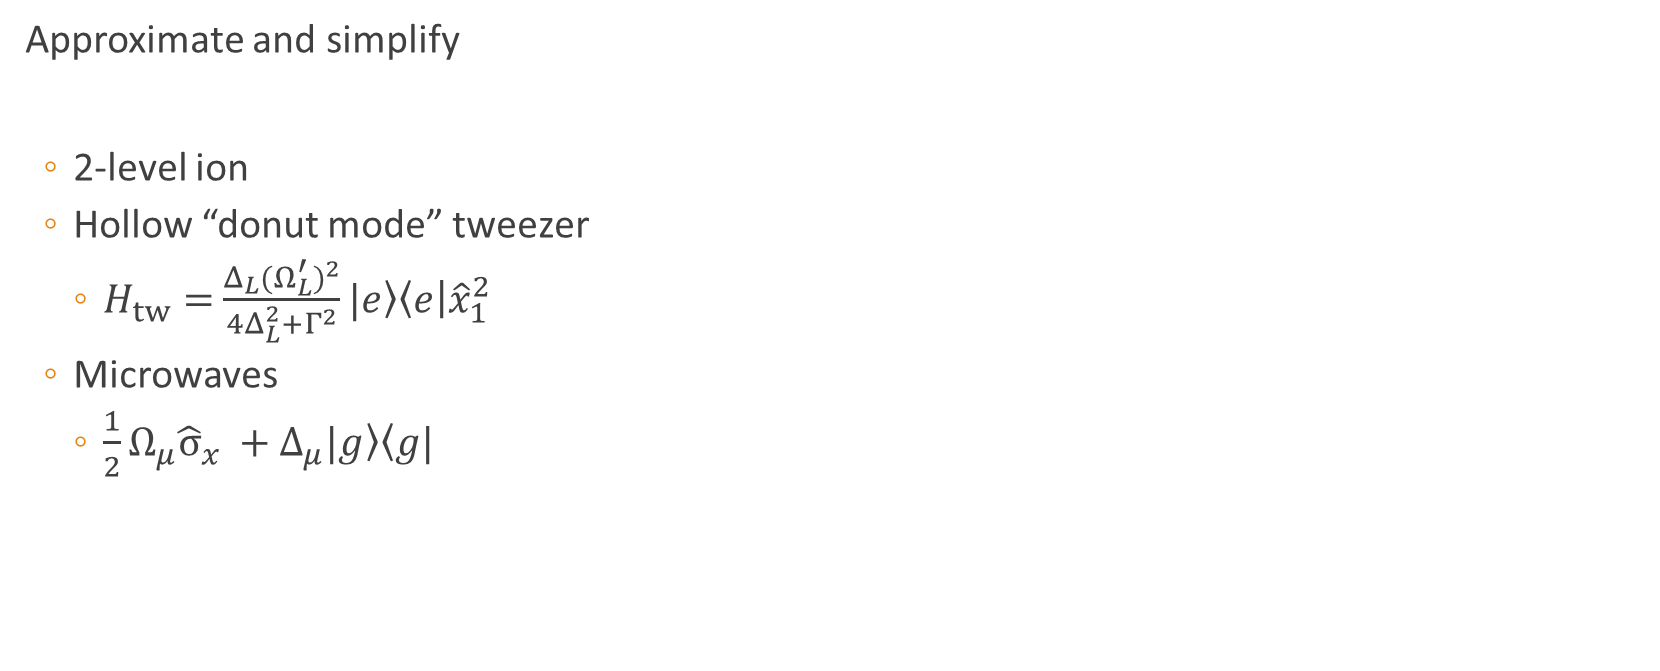 Approximate and simplify
◦ 2-level ion
◦ Hollow “donut mode” tweezer
◦ H_tw = Δ_L(Ω′_L)² / (4Δ_L² + Γ²) |e⟩⟨e| x̂₁²
◦ Microwaves
◦ 1/2 Ω_μ σ̂_x + Δ_μ |g⟩⟨g|